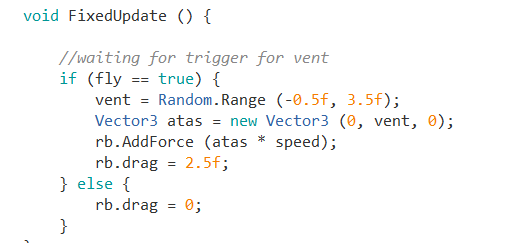 void FixedUpdate () {
//waiting for trigger for vent
if (fly == true) {
vent = Random.Range (-0.5f, 3.5f);
Vector3 atas = new Vector3 (0, vent, 0);
rb.AddForce (atas * speed);
rb.drag = 2.5f;
} else {
rb.drag = 0;
}